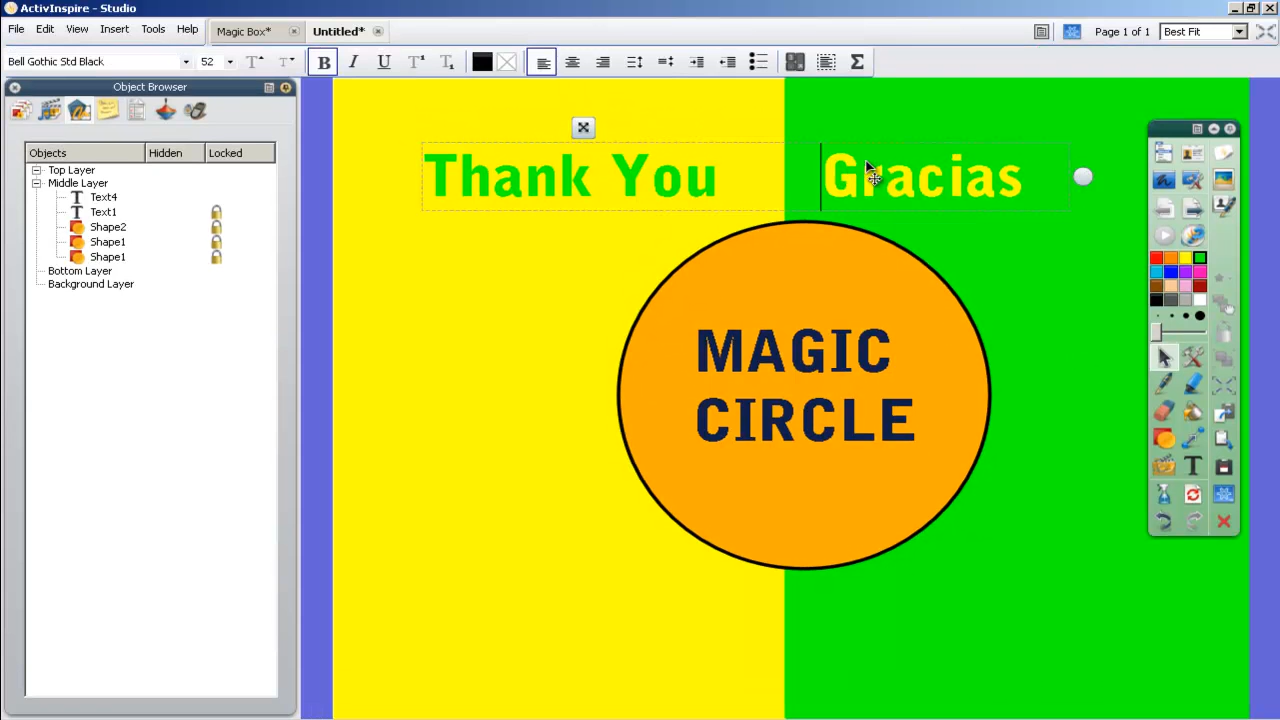 ActivInspire - Studio
File Edit View Insert Tools Help
Magic Box* Untitled* Page 1 of 1 Best Fit
Bell Gothic Std Black 52 B I U T T Σ
Object Browser
Objects Hidden Locked
Top Layer
Middle Layer
Text4
Text1
Shape2
Shape1
Shape1
Bottom Layer
Background Layer
Thank You Gracias
MAGIC
CIRCLE
T